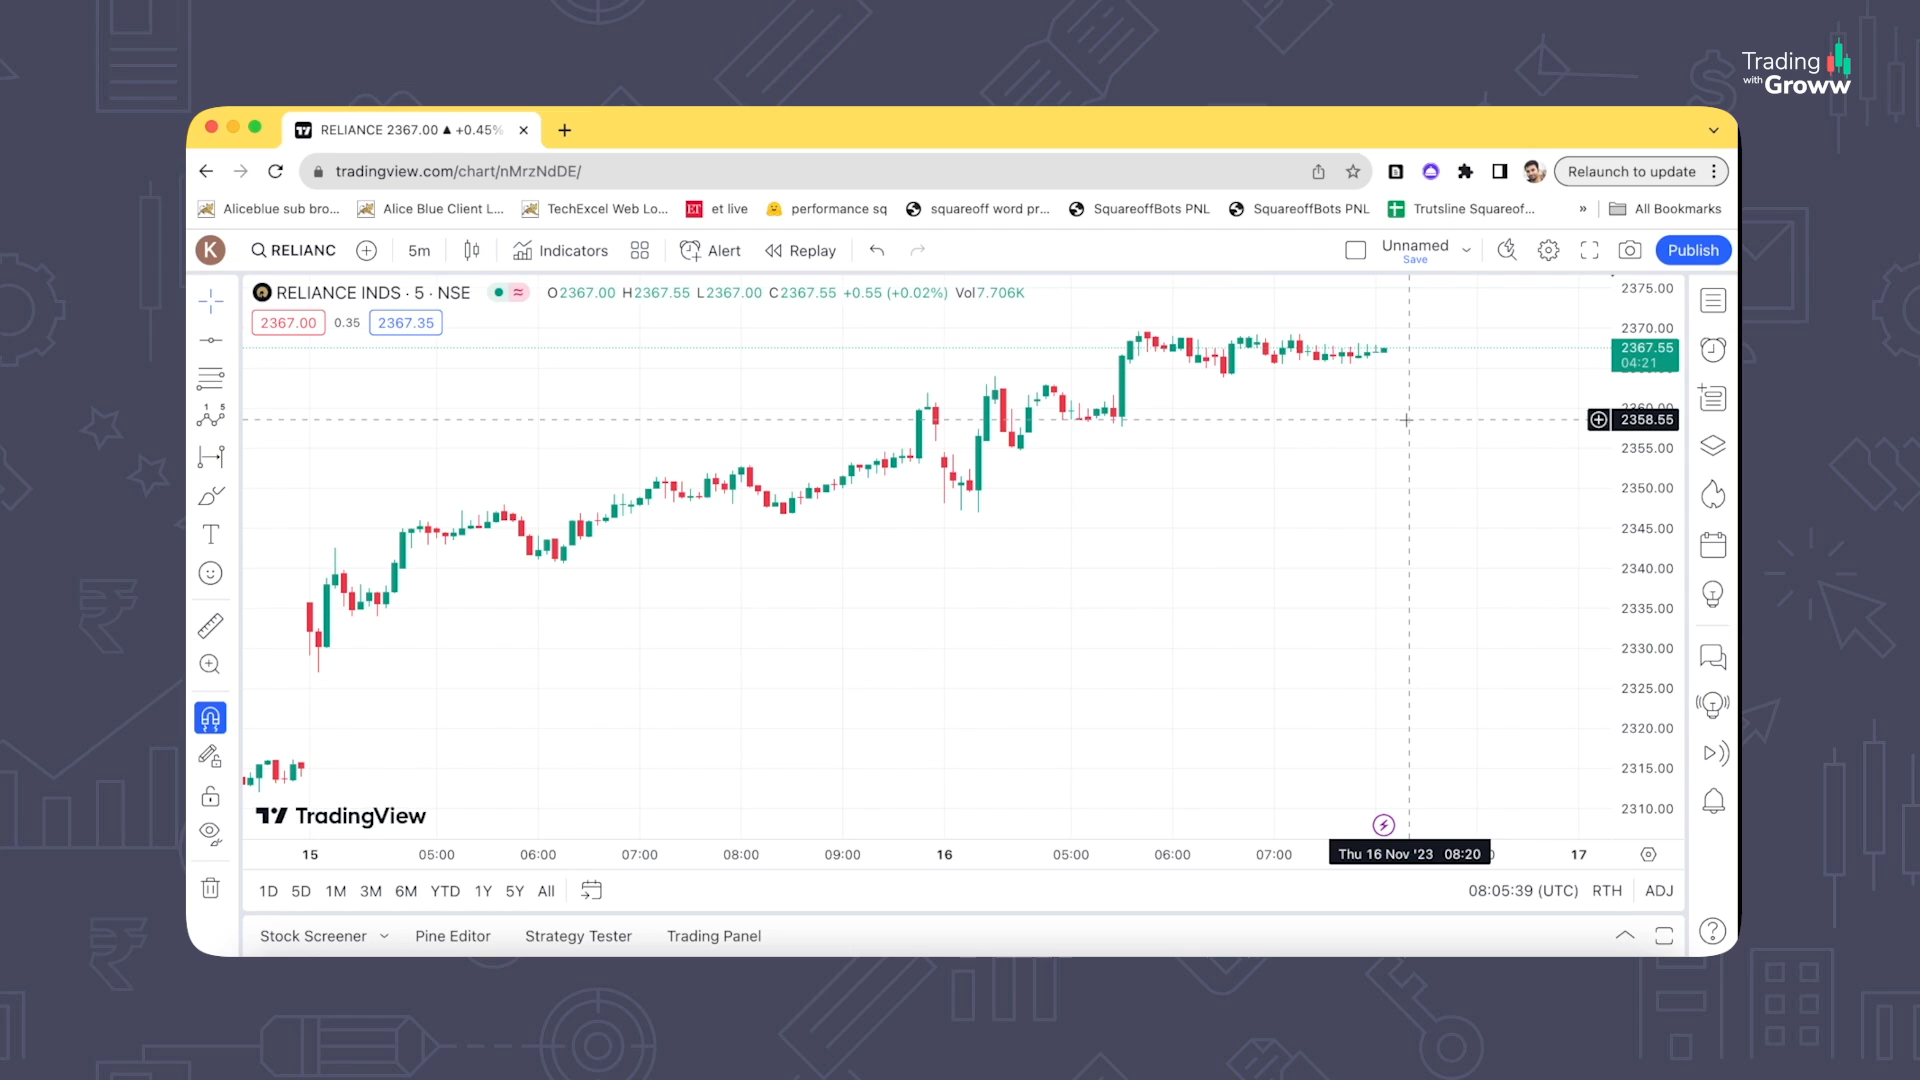 Trading
with Groww
RELIANCE 2367.00 ▲ +0.45%
tradingview.com/chart/nMrzNdDE/
Relaunch to update
Aliceblue sub bro...
Alice Blue Client L...
TechExcel Web Lo...
ET
et live
performance sq
squareoff word pr...
SquareoffBots PNL
SquareoffBots PNL
Trutsline Squareof...
»
All Bookmarks
K
RELIANC
5m
Indicators
Alert
Replay
Unnamed
Save
Publish
RELIANCE INDS · 5 · NSE
O2367.00 H2367.55 L2367.00 C2367.55 +0.55 (+0.02%) Vol7.706K
2367.00
0.35
2367.35
2375.00
2370.00
2367.55
04:21
2358.55
2355.00
2350.00
2345.00
2340.00
2335.00
2330.00
2325.00
2320.00
2315.00
2310.00
TradingView
15
05:00
06:00
07:00
08:00
09:00
16
05:00
06:00
07:00
Thu 16 Nov '23 08:20
17
1D 5D 1M 3M 6M YTD 1Y 5Y All
08:05:39 (UTC) RTH ADJ
Stock Screener
Pine Editor
Strategy Tester
Trading Panel